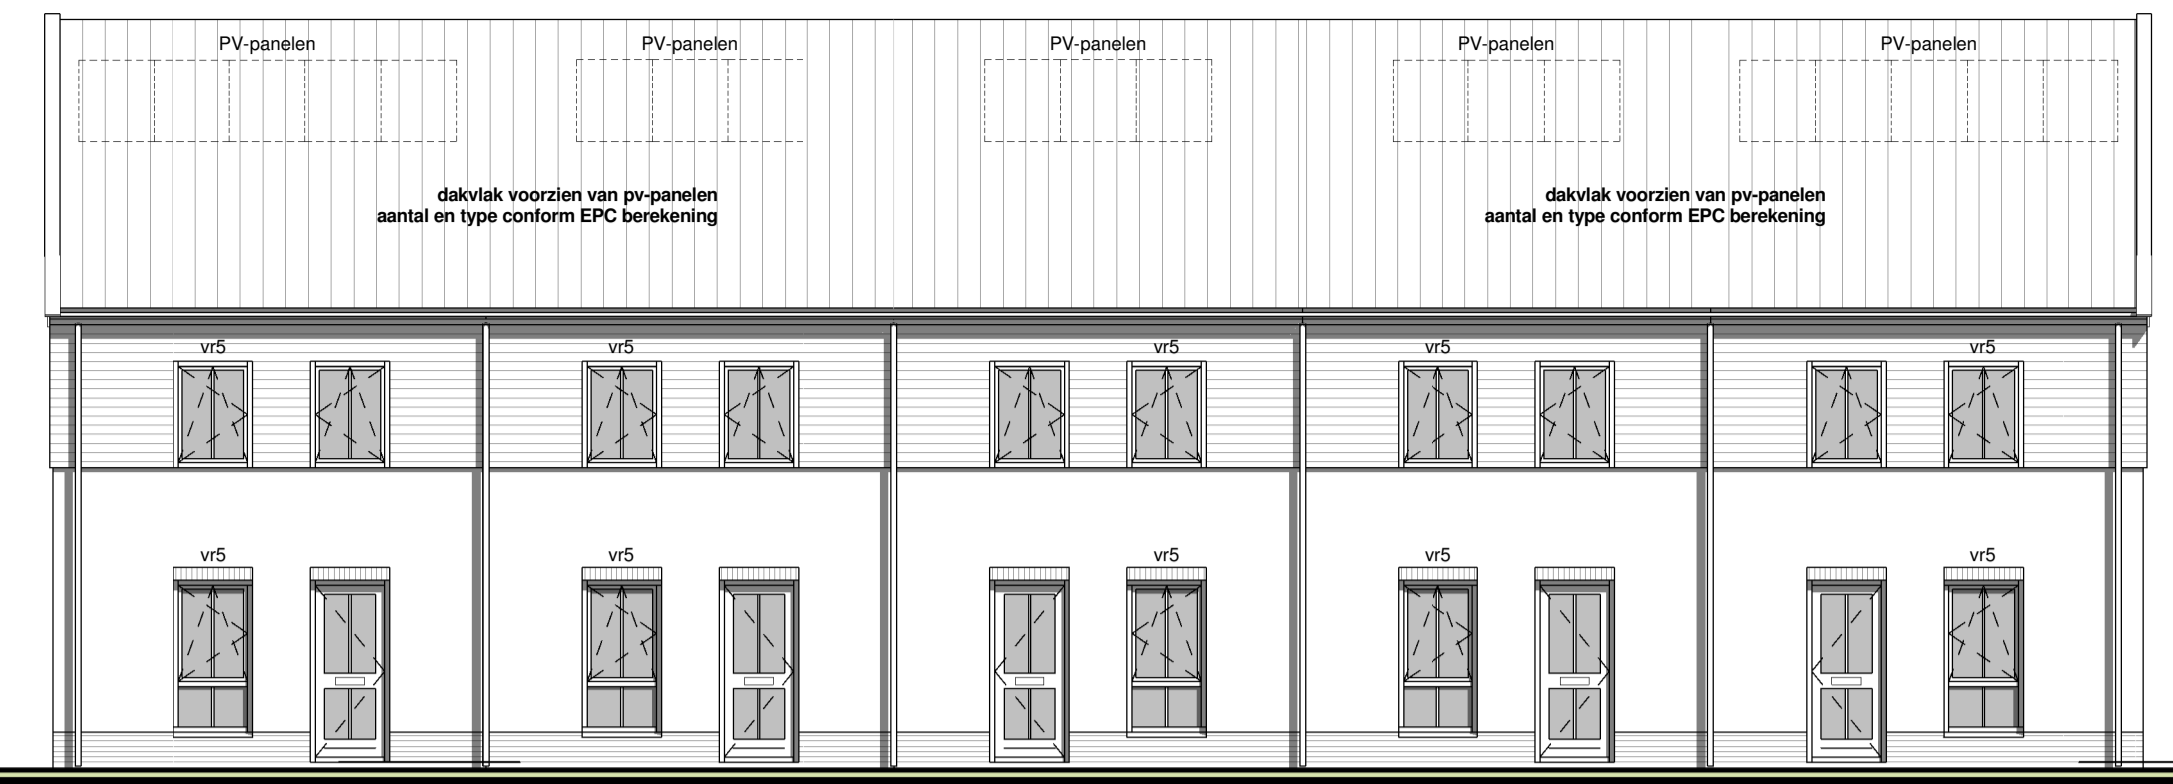 PV-panelen
PV-panelen
PV-panelen
PV-panelen
PV-panelen
dakvlak voorzien van pv-panelen
aantal en type conform EPC berekening
dakvlak voorzien van pv-panelen
aantal en type conform EPC berekening
vr5
vr5
vr5
vr5
vr5
vr5
vr5
vr5
vr5
vr5